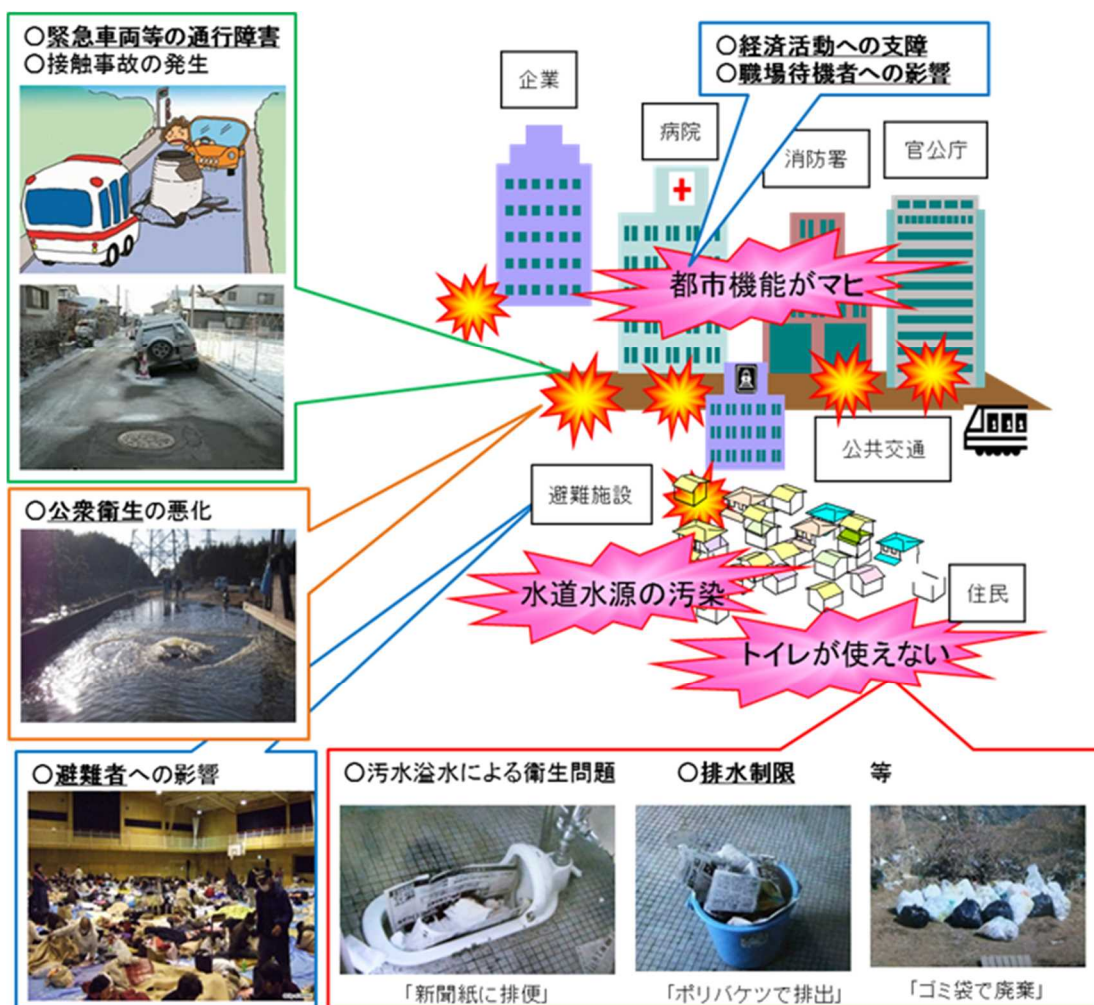 ○緊急車両等の通行障害
○接触事故の発生
○経済活動への支障
○職場待機者への影響
企業
病院
消防署
官公庁
都市機能がマヒ
公共交通
○公衆衛生の悪化
避難施設
水道水源の汚染
住民
トイレが使えない
○避難者への影響
○汚水溢水による衛生問題 ○排水制限 等
「新聞紙に排便」
「ポリバケツで排出」
「ゴミ袋で廃棄」